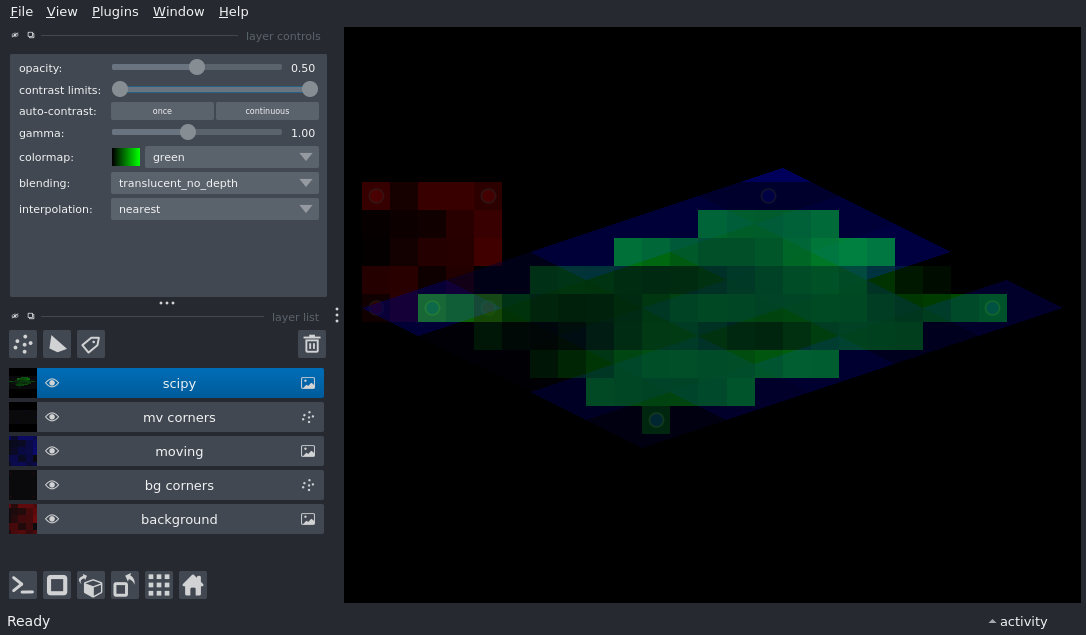 File View Plugins Window Help
layer controls
opacity: 0.50
contrast limits:
auto-contrast: once continuous
gamma: 1.00
colormap: green
blending: translucent_no_depth
interpolation: nearest
layer list
scipy
mv corners
moving
bg corners
background
Ready activity